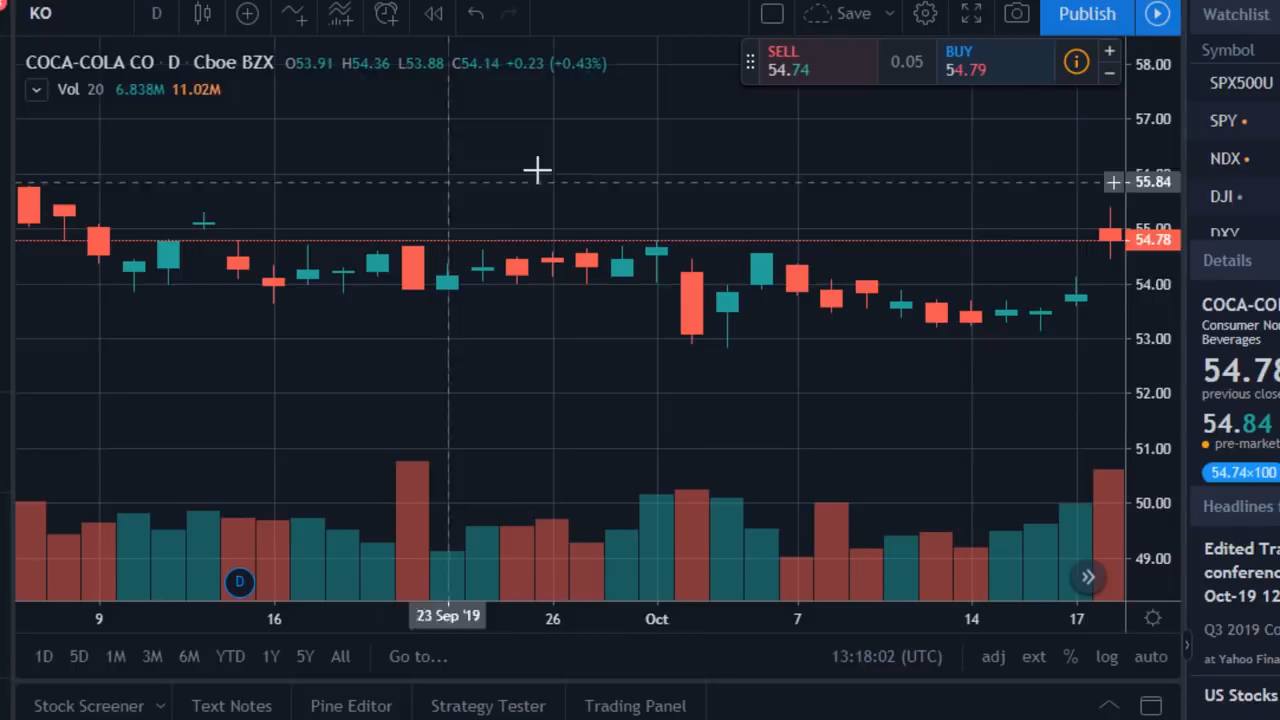 KO D Save Publish Watchlist
COCA-COLA CO · D · Cboe BZX O53.91 H54.36 L53.88 C54.14 +0.23 (+0.43%)
Vol 20 6.838M 11.02M
SELL
54.74
0.05
BUY
54.79
58.00
57.00
55.84
55.00
54.78
54.00
53.00
52.00
51.00
50.00
49.00
D
9 16 23 Sep '19 26 Oct 7 14 17
1D 5D 1M 3M 6M YTD 1Y 5Y All Go to... 13:18:02 (UTC) adj ext % log auto
Stock Screener Text Notes Pine Editor Strategy Tester Trading Panel
Symbol
SPX500U
SPY
NDX
DJI
DXY
Details
COCA-CO
Consumer No
Beverages
54.78
previous close
54.84
pre-market
54.74×100
Headlines
Edited Tra
conference
Oct-19 12
Q3 2019 Co
at Yahoo Fina
US Stocks